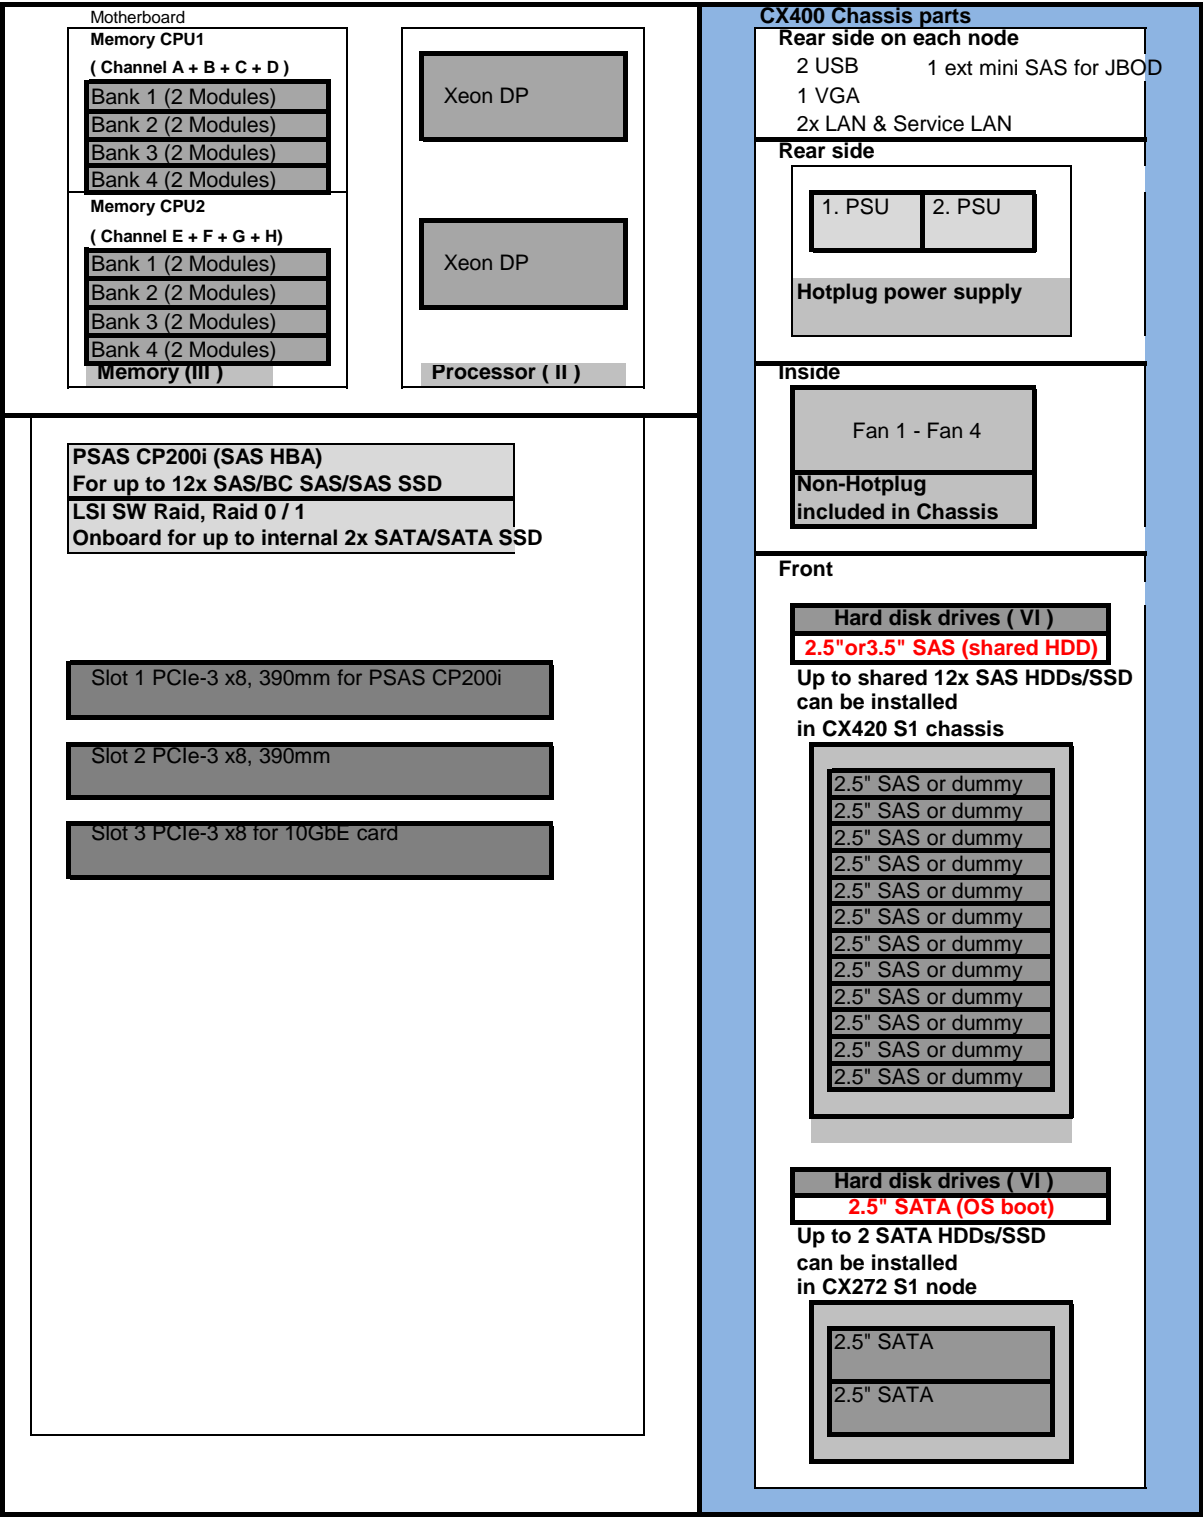 Motherboard
Memory CPU1
( Channel A + B + C + D )
Bank 1 (2 Modules)
Bank 2 (2 Modules)
Bank 3 (2 Modules)
Bank 4 (2 Modules)
Memory CPU2
( Channel E + F + G + H)
Bank 1 (2 Modules)
Bank 2 (2 Modules)
Bank 3 (2 Modules)
Bank 4 (2 Modules)
Memory (III )
Xeon DP
Xeon DP
Processor ( II )
PSAS CP200i (SAS HBA)
For up to 12x SAS/BC SAS/SAS SSD
LSI SW Raid, Raid 0 / 1
Onboard for up to internal 2x SATA/SATA SSD
Slot 1 PCIe-3 x8, 390mm for PSAS CP200i
Slot 2 PCIe-3 x8, 390mm
Slot 3 PCIe-3 x8 for 10GbE card
CX400 Chassis parts
Rear side on each node
2 USB 1 ext mini SAS for JBOD
1 VGA
2x LAN & Service LAN
Rear side
1. PSU 2. PSU
Hotplug power supply
Inside
Fan 1 - Fan 4
Non-Hotplug
included in Chassis
Front
Hard disk drives ( VI )
2.5"or3.5" SAS (shared HDD)
Up to shared 12x SAS HDDs/SSD
can be installed
in CX420 S1 chassis
2.5" SAS or dummy
2.5" SAS or dummy
2.5" SAS or dummy
2.5" SAS or dummy
2.5" SAS or dummy
2.5" SAS or dummy
2.5" SAS or dummy
2.5" SAS or dummy
2.5" SAS or dummy
2.5" SAS or dummy
2.5" SAS or dummy
2.5" SAS or dummy
Hard disk drives ( VI )
2.5" SATA (OS boot)
Up to 2 SATA HDDs/SSD
can be installed
in CX272 S1 node
2.5" SATA
2.5" SATA